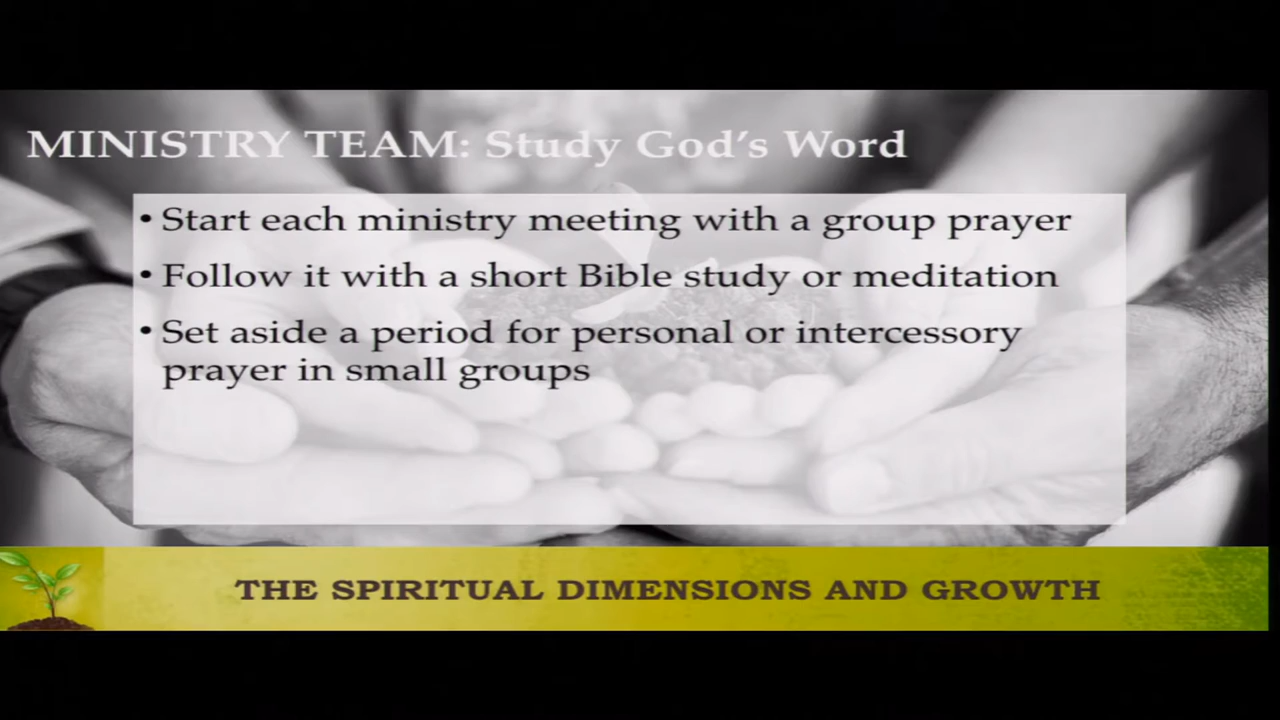 MINISTRY TEAM: Study God's Word
• Start each ministry meeting with a group prayer
• Follow it with a short Bible study or meditation
• Set aside a period for personal or intercessory
prayer in small groups
THE SPIRITUAL DIMENSIONS AND GROWTH